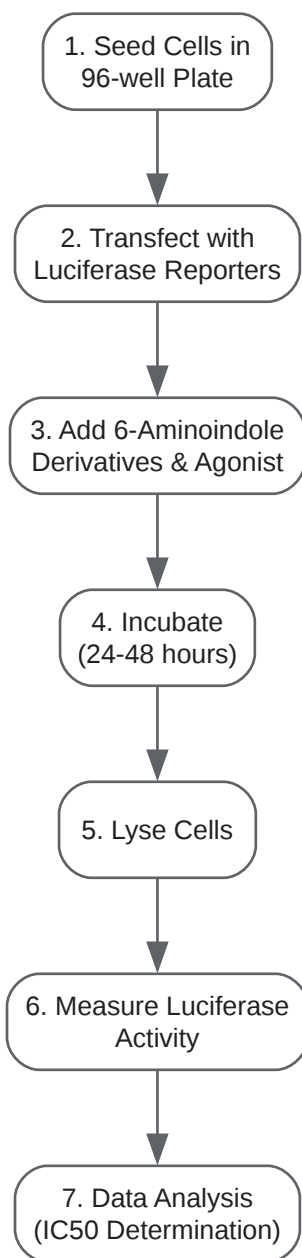 1. Seed Cells in
96-well Plate
2. Transfect with
Luciferase Reporters
3. Add 6-Aminoindole
Derivatives & Agonist
4. Incubate
(24-48 hours)
5. Lyse Cells
6. Measure Luciferase
Activity
7. Data Analysis
(IC50 Determination)